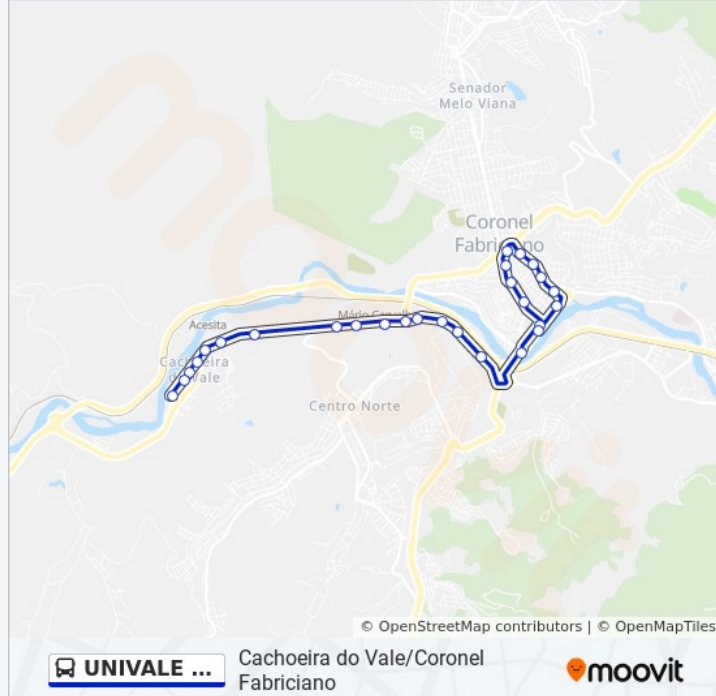 Senador
Melo Viana
Coronel
Fabriciano
Acesita
Cachoeira
do Vale
Centro Norte
© OpenStreetMap contributors | © OpenMapTiles
UNIVALE ...
Cachoeira do Vale/Coronel
Fabriciano
moovit